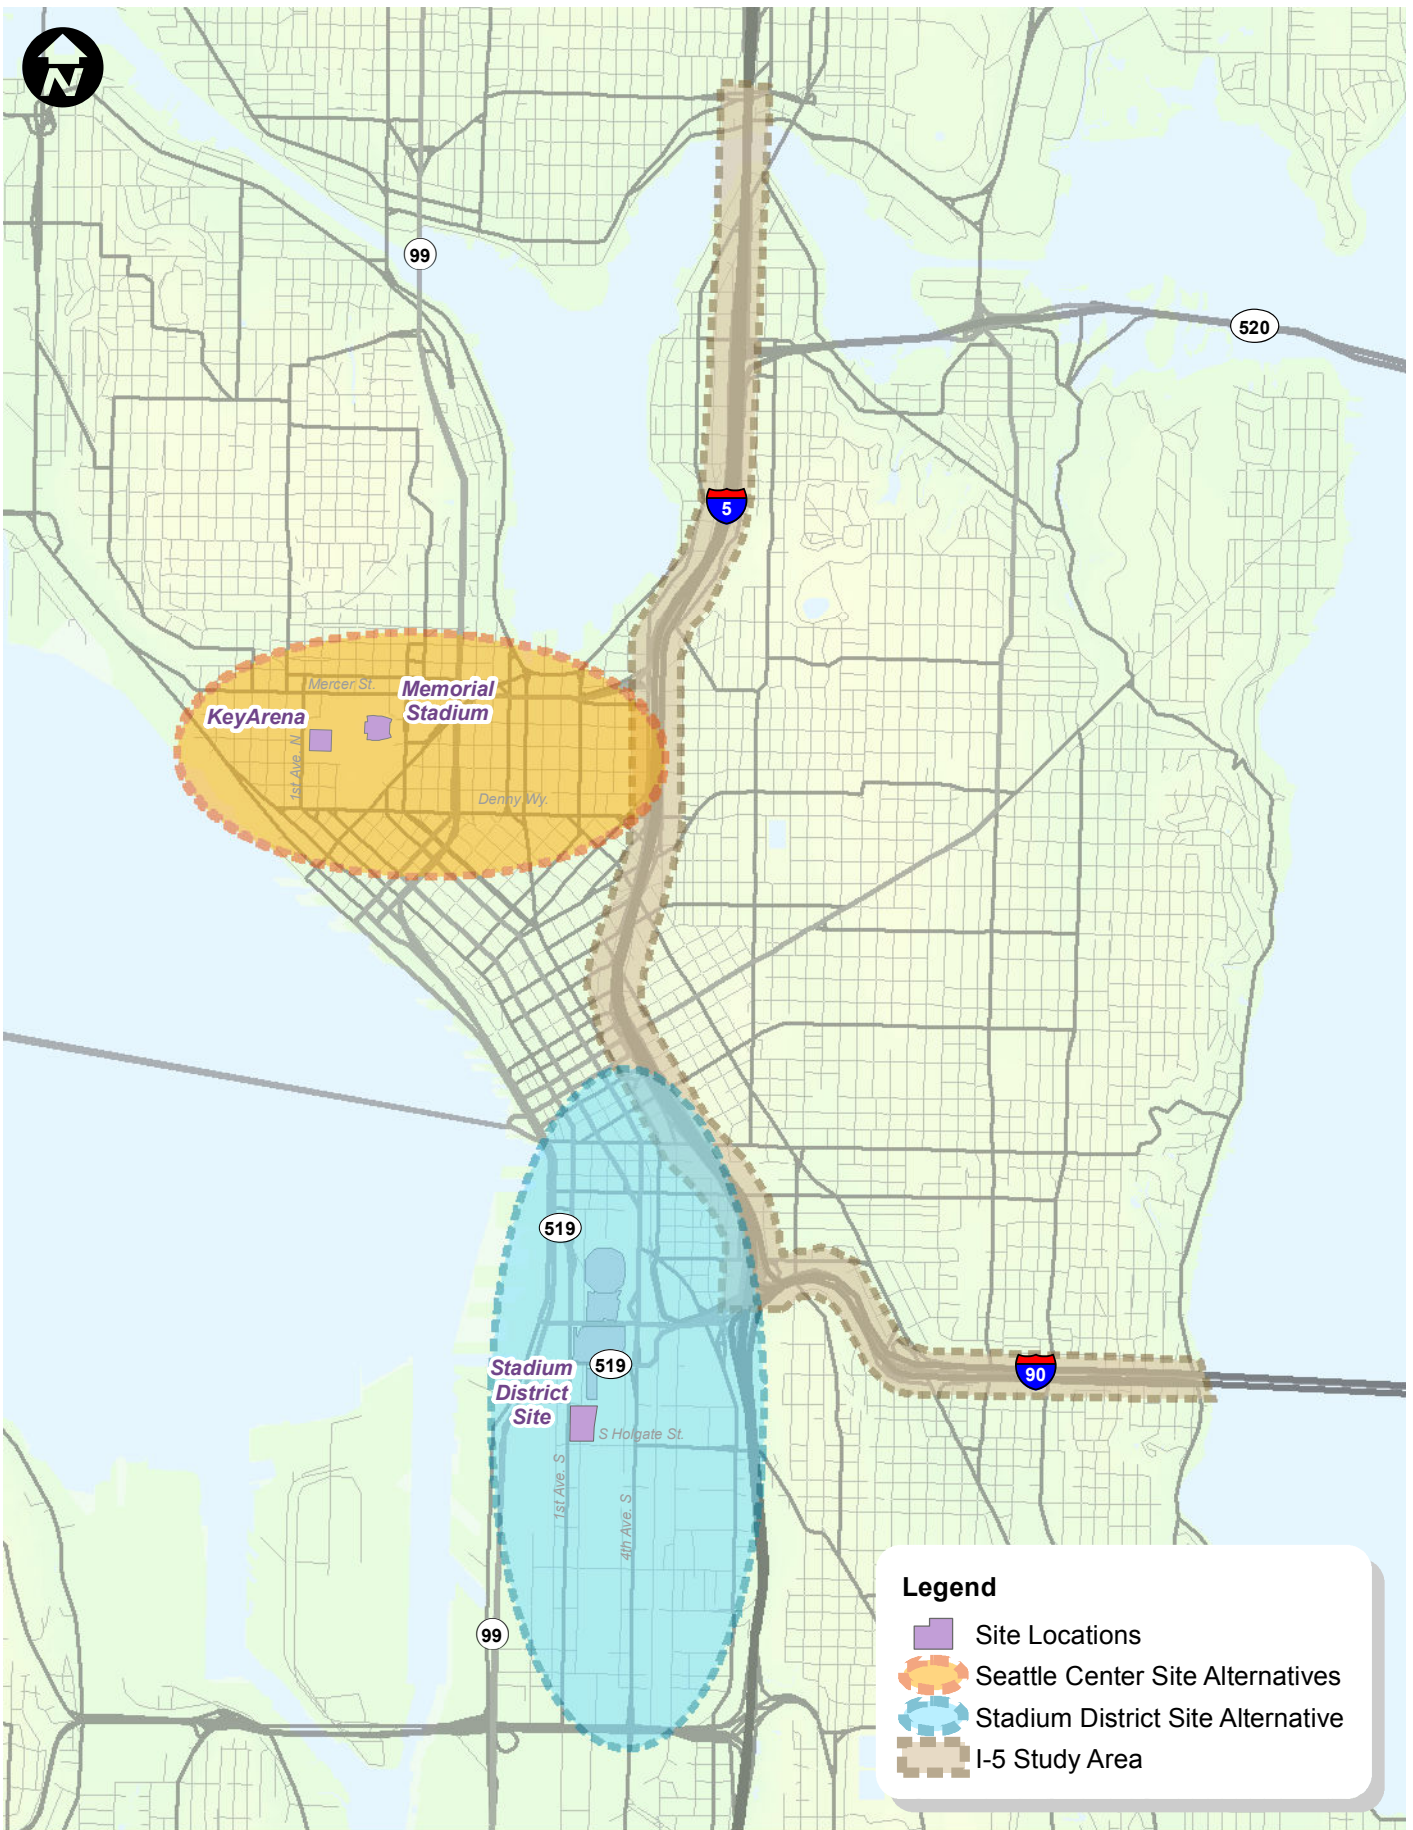 N
99
520
5
Mercer St.
Memorial
Stadium
KeyArena
1st Ave. N
Denny Wy.
519
Stadium
District
Site
519
90
S Holgate St.
1st Ave. S
4th Ave. S
99
Legend
Site Locations
Seattle Center Site Alternatives
Stadium District Site Alternative
I-5 Study Area